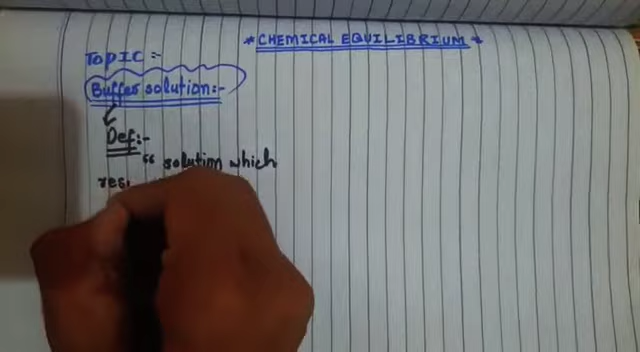 * CHEMICAL EQUILIBRIUM *
Topic :-
Buffer solution:-
Def:-
" solution which